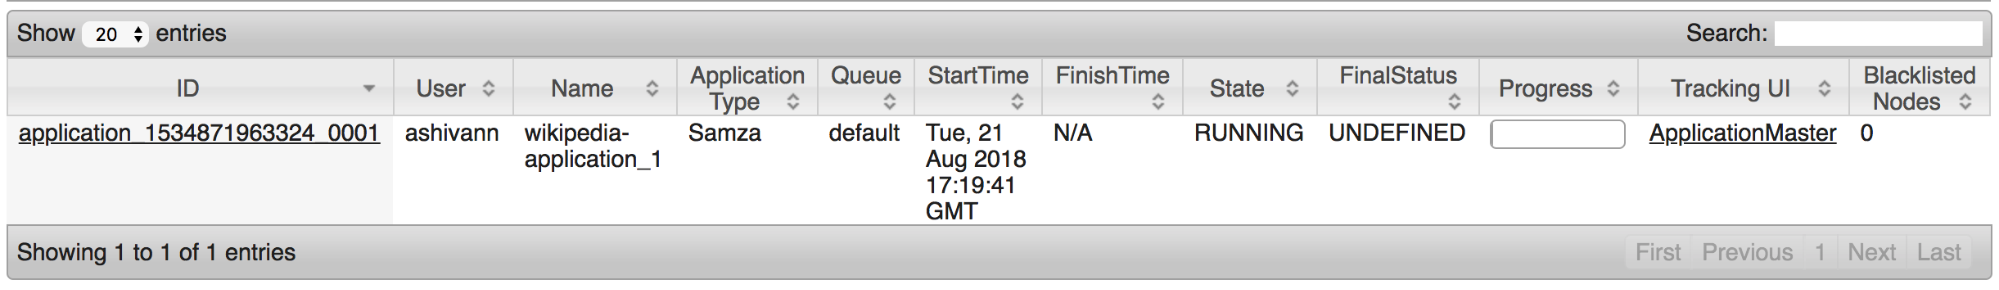 Show 20 entries Search:
ID User Name Application Type Queue StartTime FinishTime State FinalStatus Progress Tracking UI Blacklisted Nodes
application_1534871963324_0001 ashivann wikipedia- Samza default Tue, 21 N/A RUNNING UNDEFINED ApplicationMaster 0
application_1 Aug 2018
17:19:41
GMT
Showing 1 to 1 of 1 entries First Previous 1 Next Last